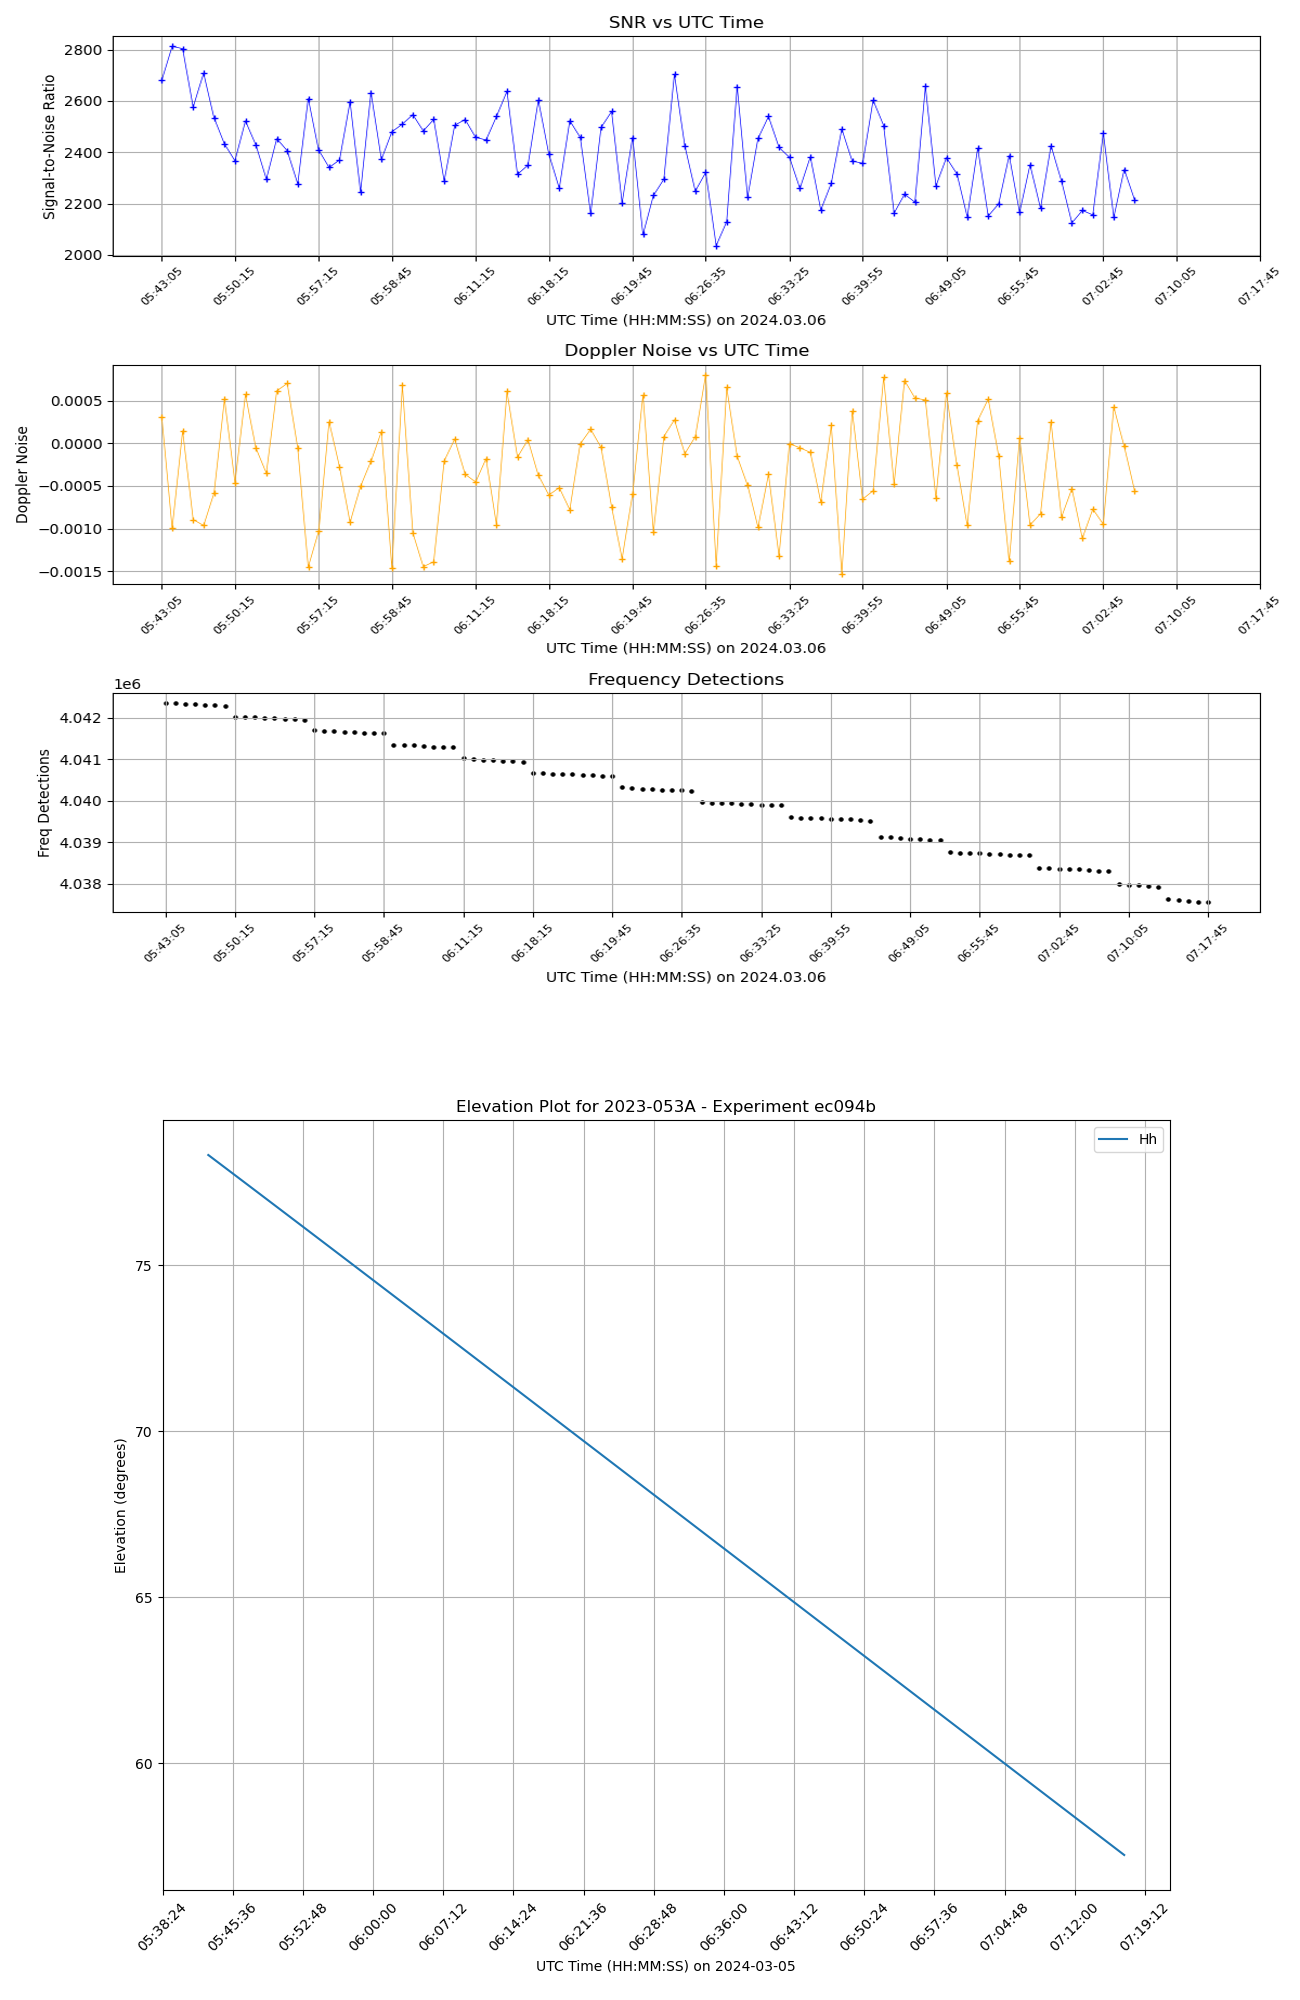 SNR vs UTC Time
Signal-to-Noise Ratio
2800
2600
2400
2200
2000
05:43:05 05:50:15 05:57:15 05:58:45 06:11:15 06:18:15 06:19:45 06:26:35 06:33:25 06:39:55 06:49:05 06:55:45 07:02:45 07:10:05 07:17:45
UTC Time (HH:MM:SS) on 2024.03.06
Doppler Noise vs UTC Time
Doppler Noise
0.0005
0.0000
−0.0005
−0.0010
−0.0015
05:43:05 05:50:15 05:57:15 05:58:45 06:11:15 06:18:15 06:19:45 06:26:35 06:33:25 06:39:55 06:49:05 06:55:45 07:02:45 07:10:05 07:17:45
UTC Time (HH:MM:SS) on 2024.03.06
Frequency Detections
1e6
Freq Detections
4.042
4.041
4.040
4.039
4.038
05:43:05 05:50:15 05:57:15 05:58:45 06:11:15 06:18:15 06:19:45 06:26:35 06:33:25 06:39:55 06:49:05 06:55:45 07:02:45 07:10:05 07:17:45
UTC Time (HH:MM:SS) on 2024.03.06
Elevation Plot for 2023-053A - Experiment ec094b
Hh
Elevation (degrees)
75
70
65
60
05:38:24 05:45:36 05:52:48 06:00:00 06:07:12 06:14:24 06:21:36 06:28:48 06:36:00 06:43:12 06:50:24 06:57:36 07:04:48 07:12:00 07:19:12
UTC Time (HH:MM:SS) on 2024-03-05